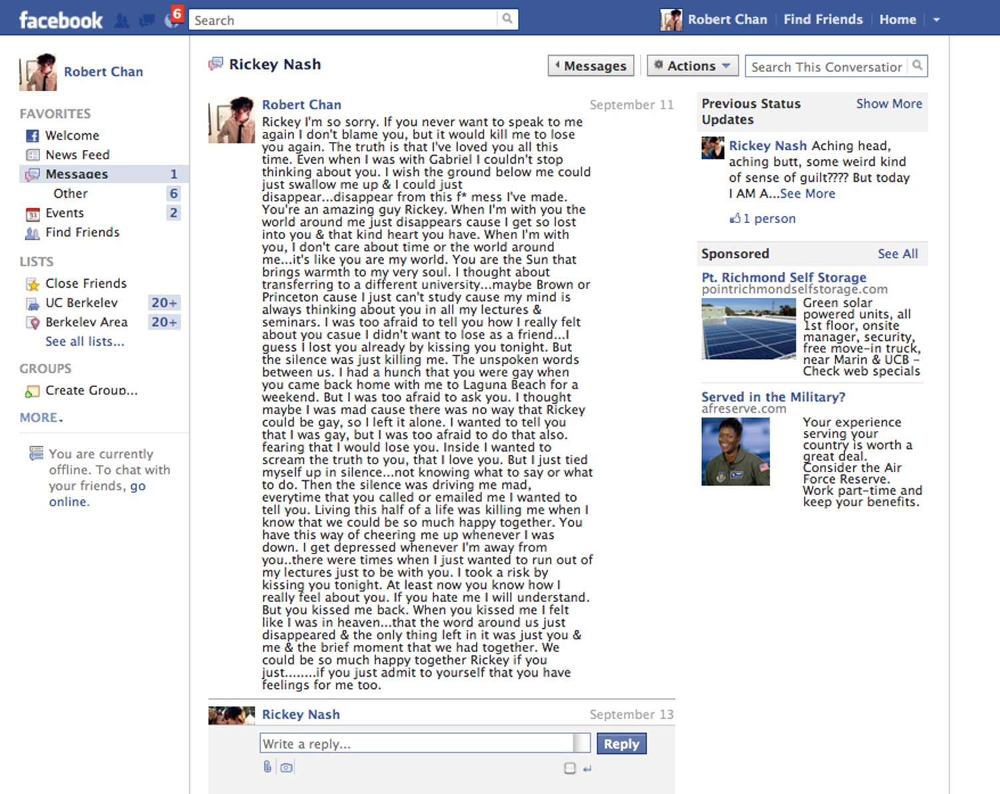 facebook
6
Search
Robert Chan
Find Friends
Home
Robert Chan
FAVORITES
Welcome
News Feed
Messages 1
Other 6
Events 2
Find Friends
LISTS
Close Friends
UC Berkeley 20+
Berkeley Area 20+
See all lists...
GROUPS
Create Group...
MORE
You are currently
offline. To chat with
your friends, go
online.
Rickey Nash
Messages
Actions
Search This Conversation
Robert Chan
September 11
Rickey I'm so sorry. If you never want to speak to me
again I don't blame you, but it would kill me to lose
you again. The truth is that I've loved you all this
time. Even when I was with Gabriel I couldn't stop
thinking about you. I wish the ground below me could
just swallow me up & I could just
disappear...disappear from this f* mess I've made.
You're an amazing guy Rickey. When I'm with you the
world around me just disappears cause I get so lost
into you & that kind heart you have. When I'm with
you, I don't care about time or the world around
me...it's like you are my world. You are the Sun that
brings warmth to my very soul. I thought about
transferring to a different university...maybe Brown or
Princeton cause I just can't study cause my mind is
always thinking about you in all my lectures &
seminars. I was too afraid to tell you how I really felt
about you casue I didn't want to lose as a friend...I
guess I lost you already by kissing you tonight. But
the silence was just killing me. The unspoken words
between us. I had a hunch that you were gay when
you came back home with me to Laguna Beach for a
weekend. But I was too afraid to ask you. I thought
maybe I was mad cause there was no way that Rickey
could be gay, so I left it alone. I wanted to tell you
that I was gay, but I was too afraid to do that also.
fearing that I would lose you. Inside I wanted to
scream the truth to you, that I love you. But I just tied
myself up in silence...not knowing what to say or what
to do. Then the silence was driving me mad,
everytime that you called or emailed me I wanted to
tell you. Living this half of a life was killing me when I
know that we could be so much happy together. You
have this way of cheering me up whenever I was
down. I get depressed whenever I'm away from
you..there were times when I just wanted to run out of
my lectures just to be with you. I took a risk by
kissing you tonight. At least now you know how I
really feel about you. If you hate me I will understand.
But you kissed me back. When you kissed me I felt
like I was in heaven...that the word around us just
disappeared & the only thing left in it was just you &
me & the brief moment that we had together. We
could be so much happy together Rickey if you
just........if you just admit to yourself that you have
feelings for me too.
Rickey Nash
September 13
Write a reply...
Reply
Previous Status
Updates
Show More
Rickey Nash Aching head,
aching butt, some weird kind
of sense of guilt???? But today
I AM A...See More
1 person
Sponsored
See All
Pt. Richmond Self Storage
pointrichmondselfstorage.com
Green solar
powered units, all
1st floor, onsite
manager, security,
free move-in truck,
near Marin & UCB -
Check web specials
Served in the Military?
afreserve.com
Your experience
serving your
country is worth a
great deal.
Consider the Air
Force Reserve.
Work part-time and
keep your benefits.